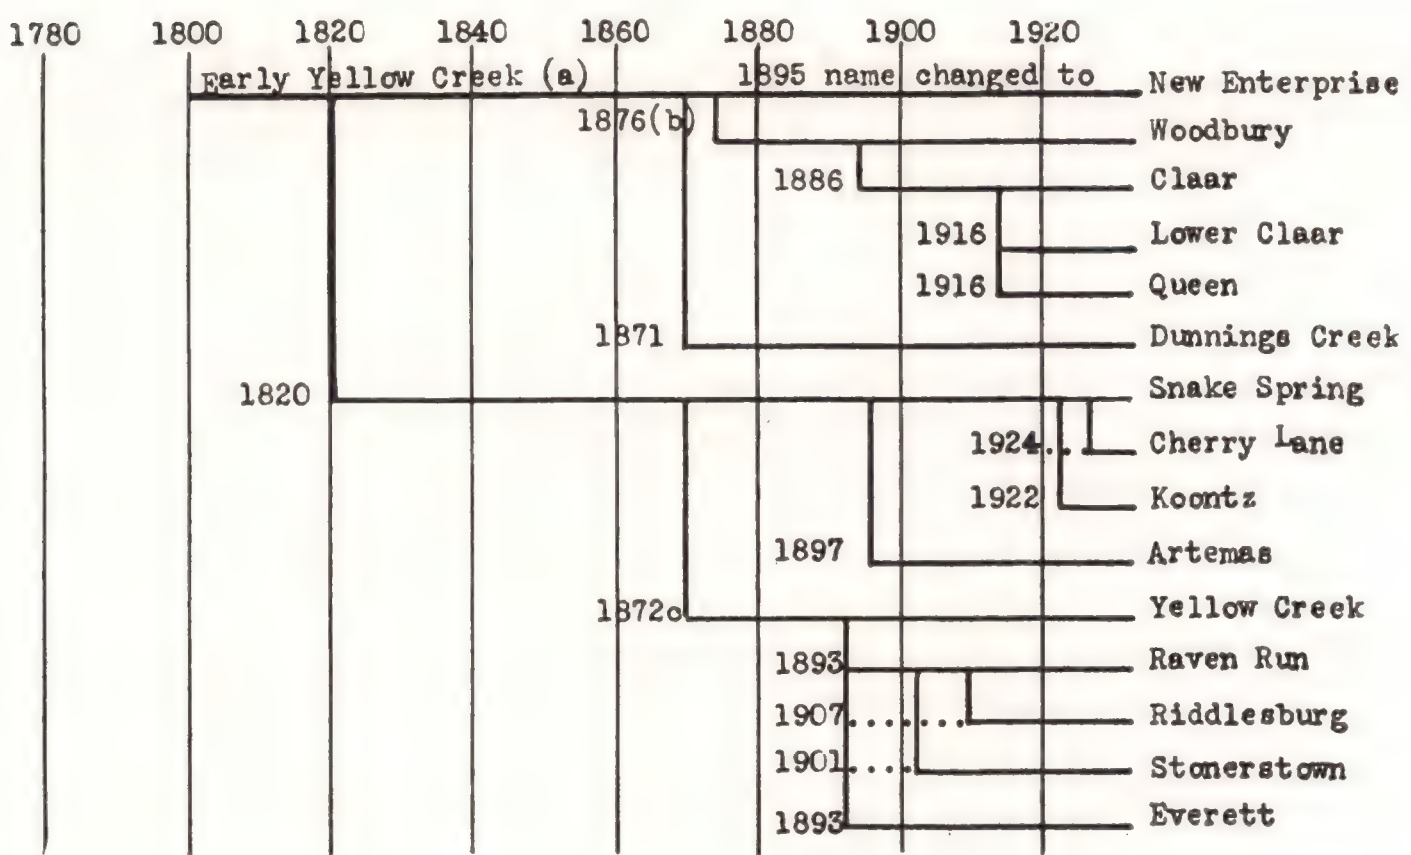 1780 1800 1820 1840 1860 1880 1900 1920
Early Yellow Creek (a) 1895 name changed to New Enterprise
1876(b) Woodbury
1886 Claar
1916 Lower Claar
1916 Queen
1871 Dunnings Creek
1820 Snake Spring
1924... Cherry Lane
1922 Koontz
1897 Artemas
1872c Yellow Creek
1893 Raven Run
1907....... Riddlesburg
1901.... Stonerstown
1893 Everett